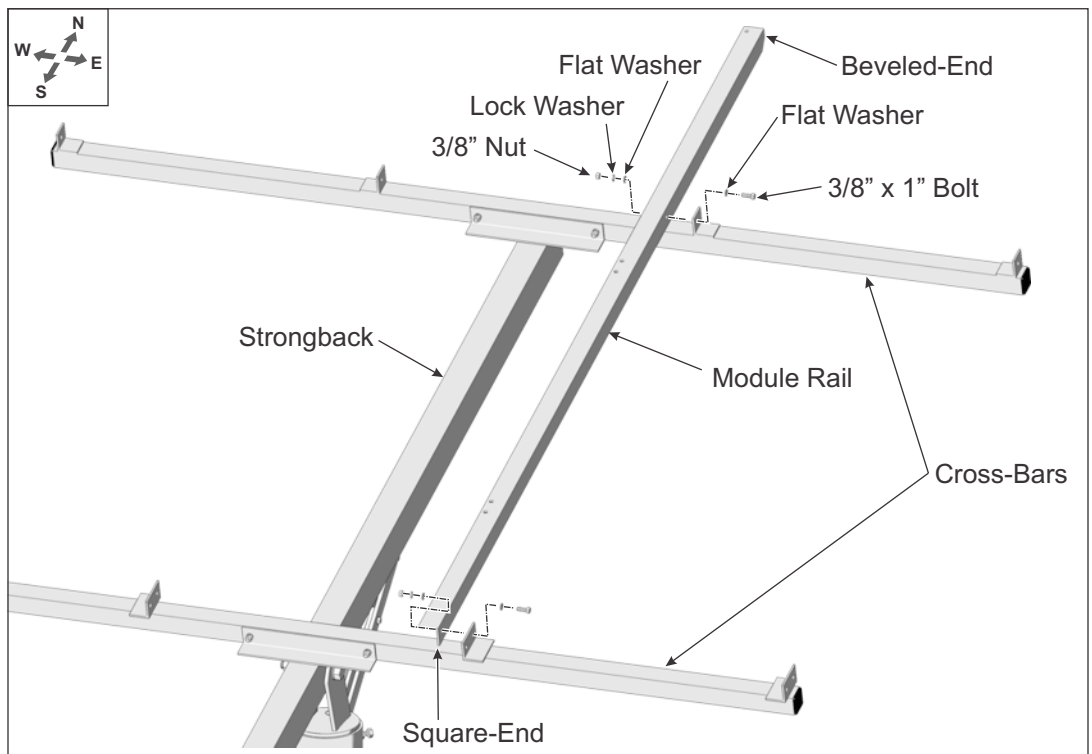 N
W
E
S
Flat Washer
Beveled-End
Lock Washer
Flat Washer
3/8” Nut
3/8” x 1” Bolt
Strongback
Module Rail
Cross-Bars
Square-End